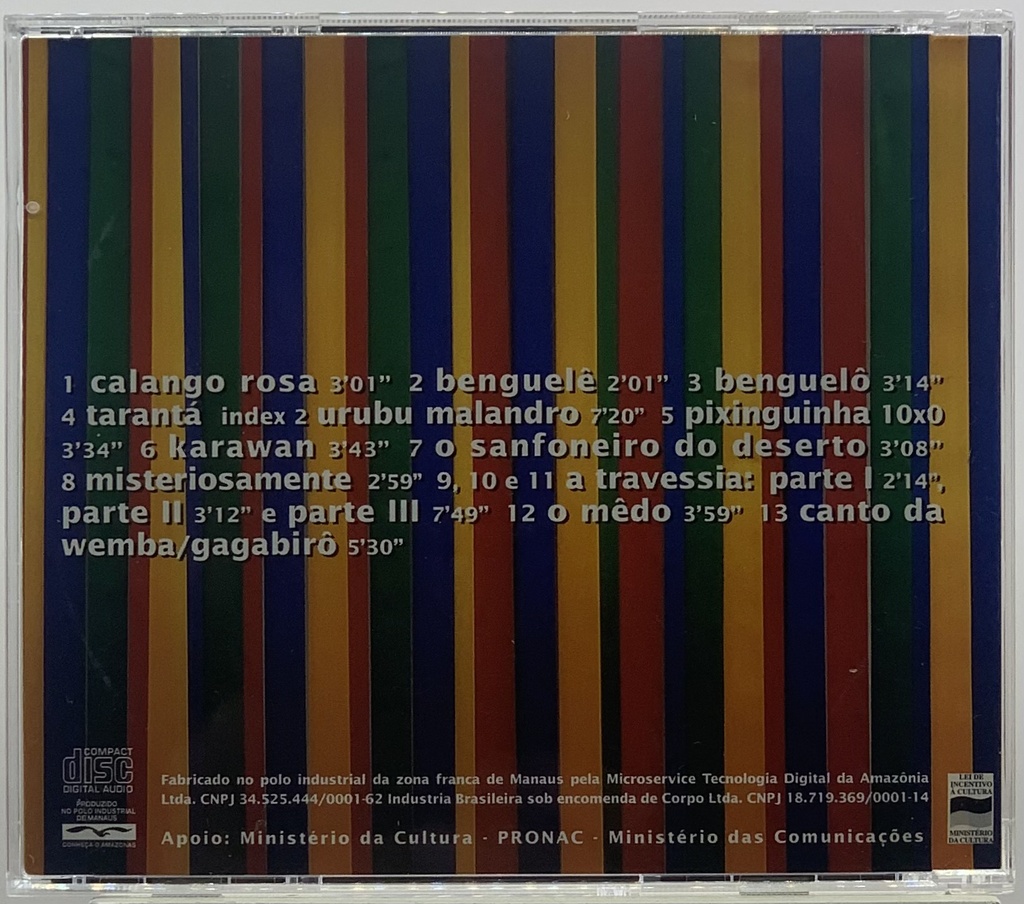 1 calango rosa 3'01" 2 benguelê 2'01" 3 benguelô 3'14"
4 tarantá index 2 urubu malandro 7'20" 5 pixinguinha 10x0
3'34" 6 karawan 3'43" 7 o sanfoneiro do deserto 3'08"
8 misteriosamente 2'59" 9, 10 e 11 a travessia: parte I 2'14",
parte II 3'12" e parte III 7'49" 12 o mêdo 3'59" 13 canto da
wemba/gagabirô 5'30"
COMPACT
disc
DIGITAL AUDIO
PRODUZIDO
NO POLO INDUSTRIAL
DE MANAUS
CONHEÇA O AMAZONAS
Fabricado no polo industrial da zona franca de Manaus pela Microservice Tecnologia Digital da Amazônia
Ltda. CNPJ 34.525.444/0001-62 Industria Brasileira sob encomenda de Corpo Ltda. CNPJ 18.719.369/0001-14
Apoio: Ministério da Cultura - PRONAC - Ministério das Comunicações
LEI DE
INCENTIVO
A CULTURA
MINISTÉRIO
DA CULTURA